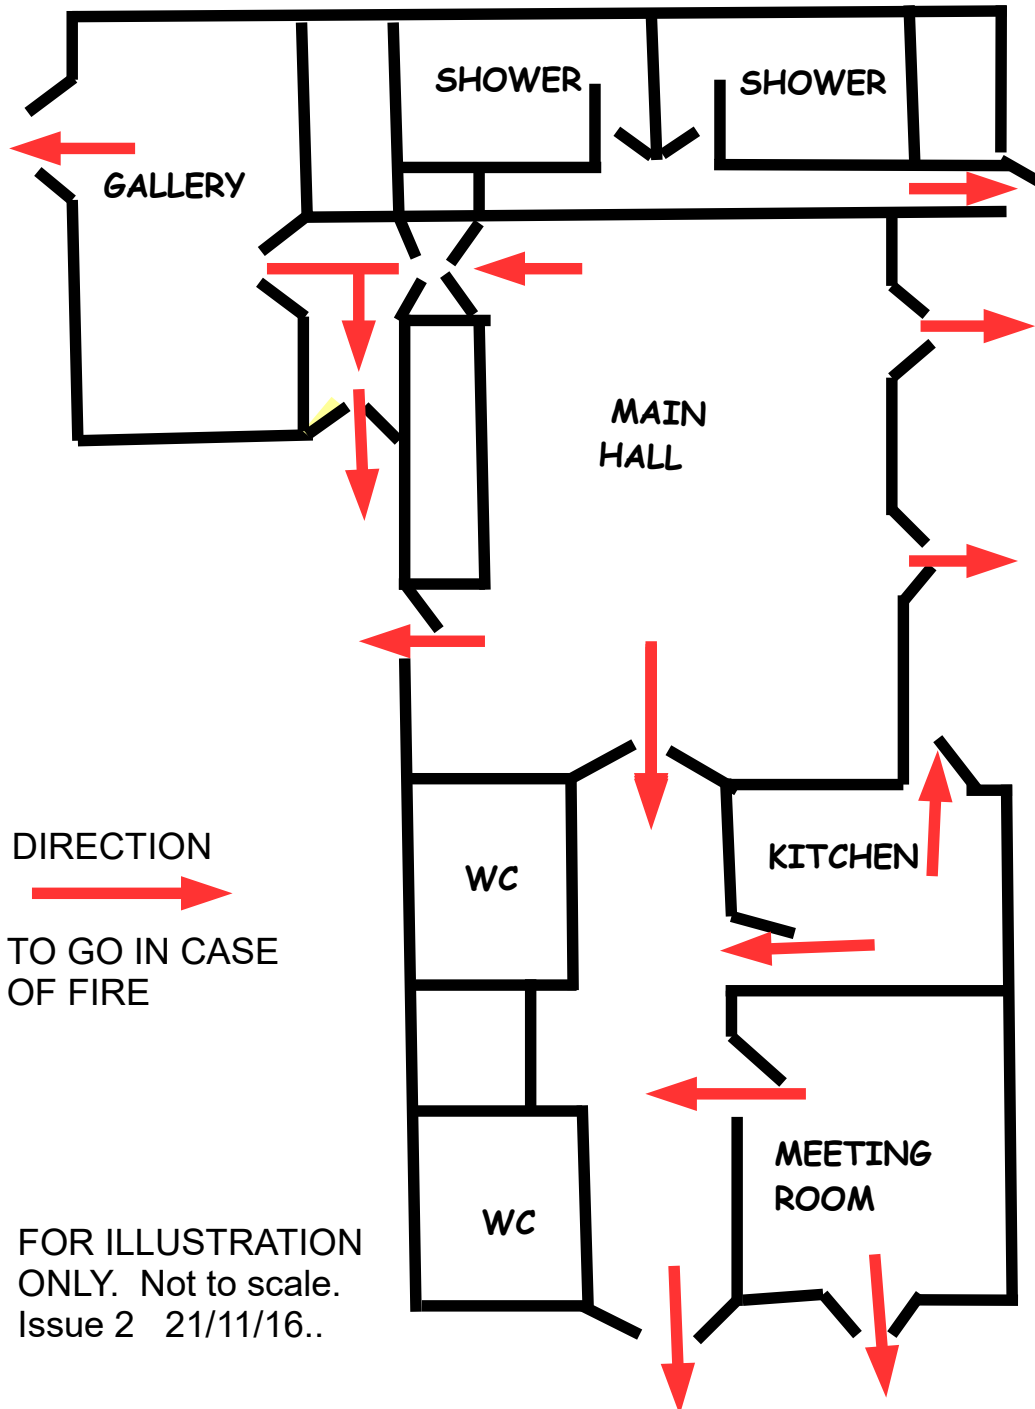 SHOWER
SHOWER
GALLERY
MAIN
HALL
DIRECTION
KITCHEN
WC
TO GO IN CASE
OF FIRE
MEETING
ROOM
WC
FOR ILLUSTRATION
ONLY.  Not to scale.
Issue 2   21/11/16..